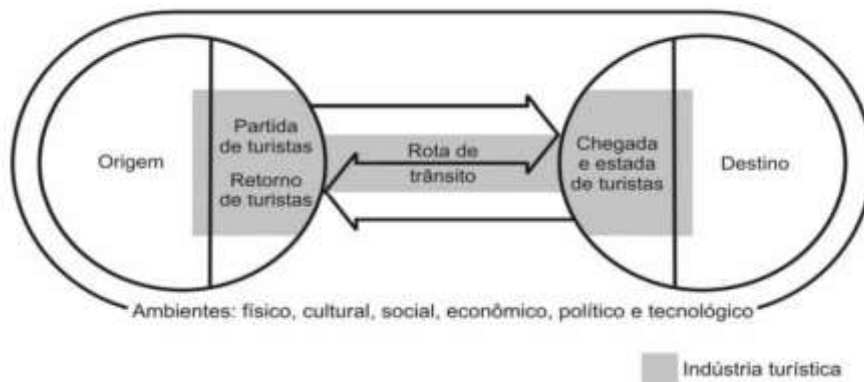 Origem
Partida
de turistas
Retorno
de turistas
Rota de
trânsito
Chegada
e estada
de turistas
Destino
Ambientes: físico, cultural, social, econômico, político e tecnológico
Indústria turística